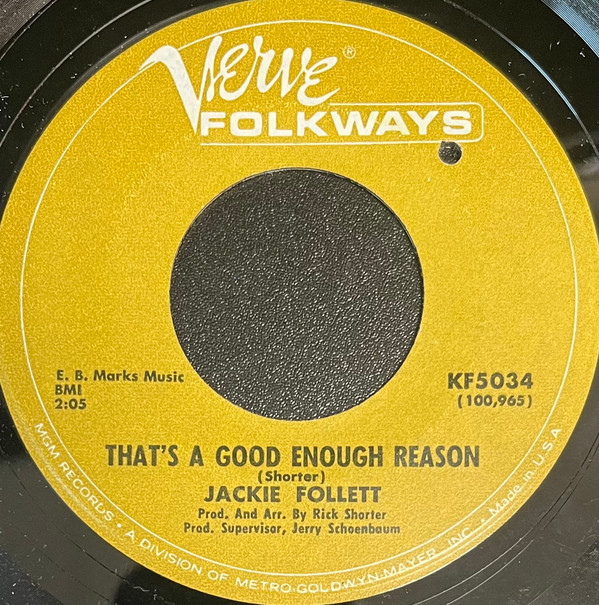 Verve ®
FOLKWAYS
E. B. Marks Music
BMI
2:05
KF5034
(100,965)
THAT'S A GOOD ENOUGH REASON
(Shorter)
JACKIE FOLLETT
Prod. And Arr. By Rick Shorter
Prod. Supervisor, Jerry Schoenbaum
MGM RECORDS • A DIVISION OF METRO-GOLDWYN-MAYER, INC. • Made in U.S.A